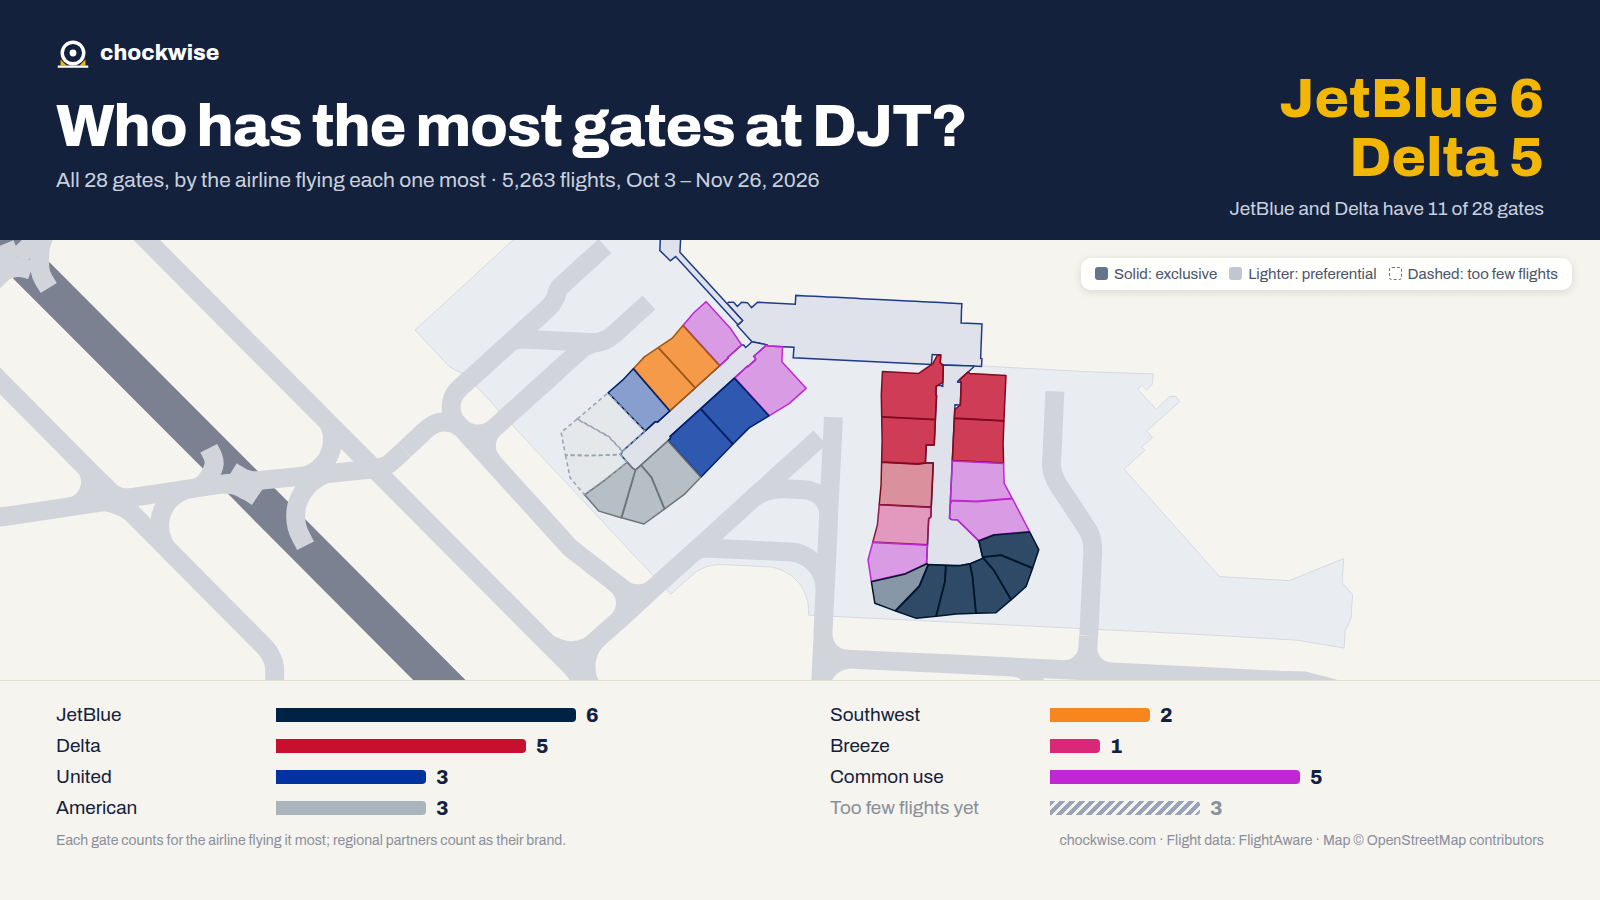 chockwise
Who has the most gates at DJT?
All 28 gates, by the airline flying each one most · 5,263 flights, Oct 3 – Nov 26, 2026
JetBlue 6
Delta 5
JetBlue and Delta have 11 of 28 gates
Solid: exclusive Lighter: preferential Dashed: too few flights
JetBlue 6
Delta 5
United 3
American 3
Southwest 2
Breeze 1
Common use 5
Too few flights yet 3
Each gate counts for the airline flying it most; regional partners count as their brand.
chockwise.com · Flight data: FlightAware · Map © OpenStreetMap contributors